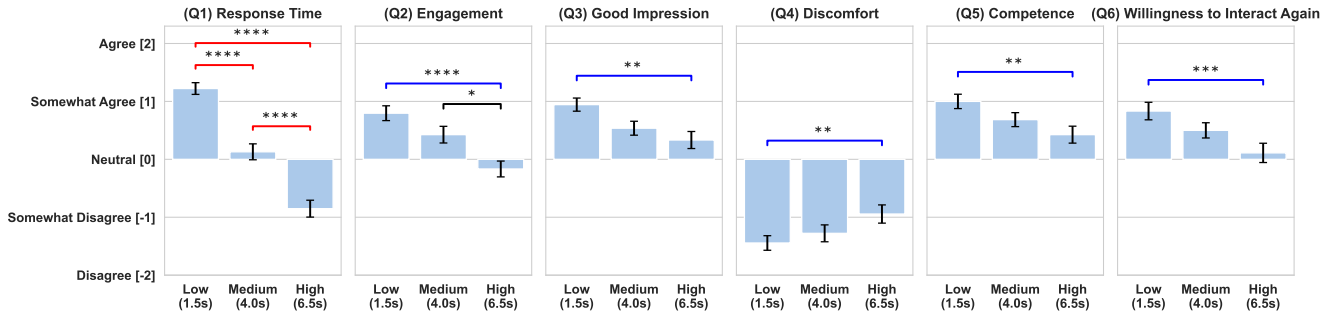 (Q1) Response Time
(Q2) Engagement
(Q3) Good Impression
(Q4) Discomfort
(Q5) Competence
(Q6) Willingness to Interact Again
Agree [2]
Somewhat Agree [1]
Neutral [0]
Somewhat Disagree [-1]
Disagree [-2]
****
****
****
****
*
**
**
**
***
Low Medium High
(1.5s) (4.0s) (6.5s)
Low Medium High
(1.5s) (4.0s) (6.5s)
Low Medium High
(1.5s) (4.0s) (6.5s)
Low Medium High
(1.5s) (4.0s) (6.5s)
Low Medium High
(1.5s) (4.0s) (6.5s)
Low Medium High
(1.5s) (4.0s) (6.5s)